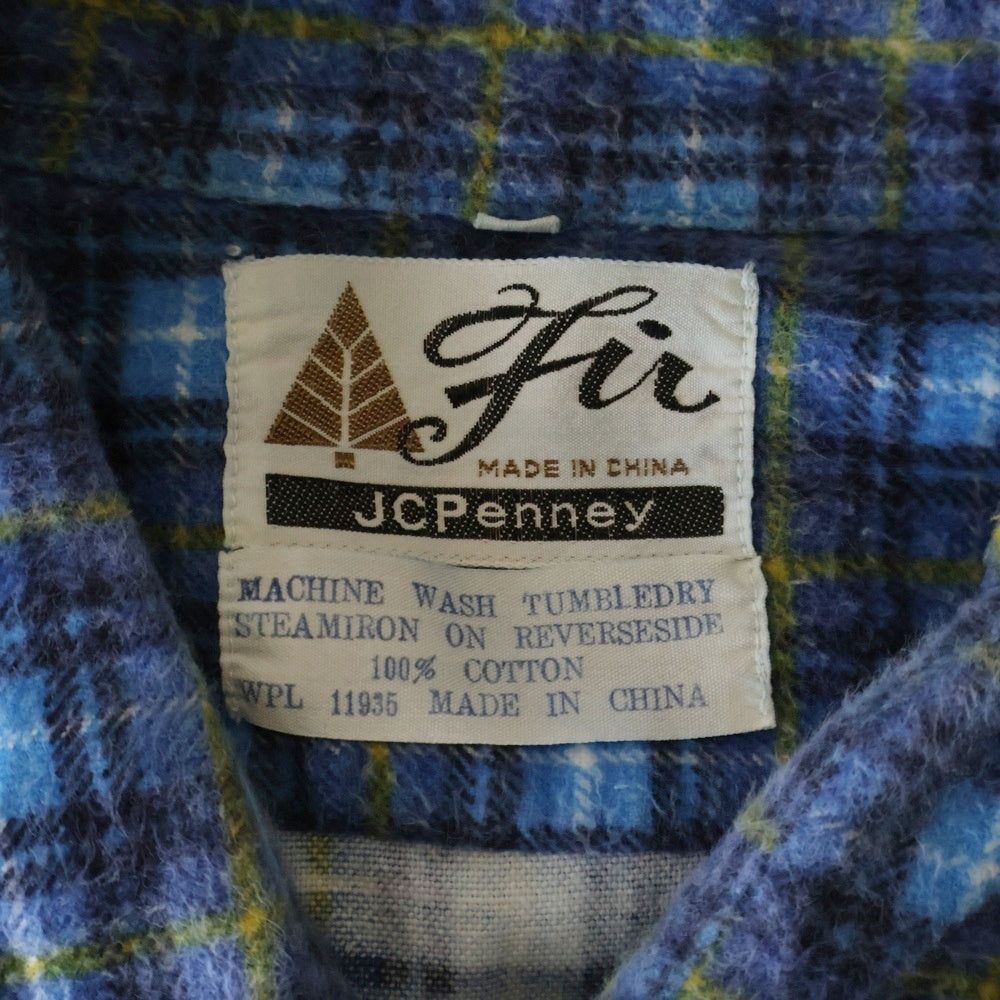 Fir
MADE IN CHINA
JCPenney
MACHINE WASH TUMBLEDRY
STEAMIRON ON REVERSESIDE
100% COTTON
WPL 11935 MADE IN CHINA